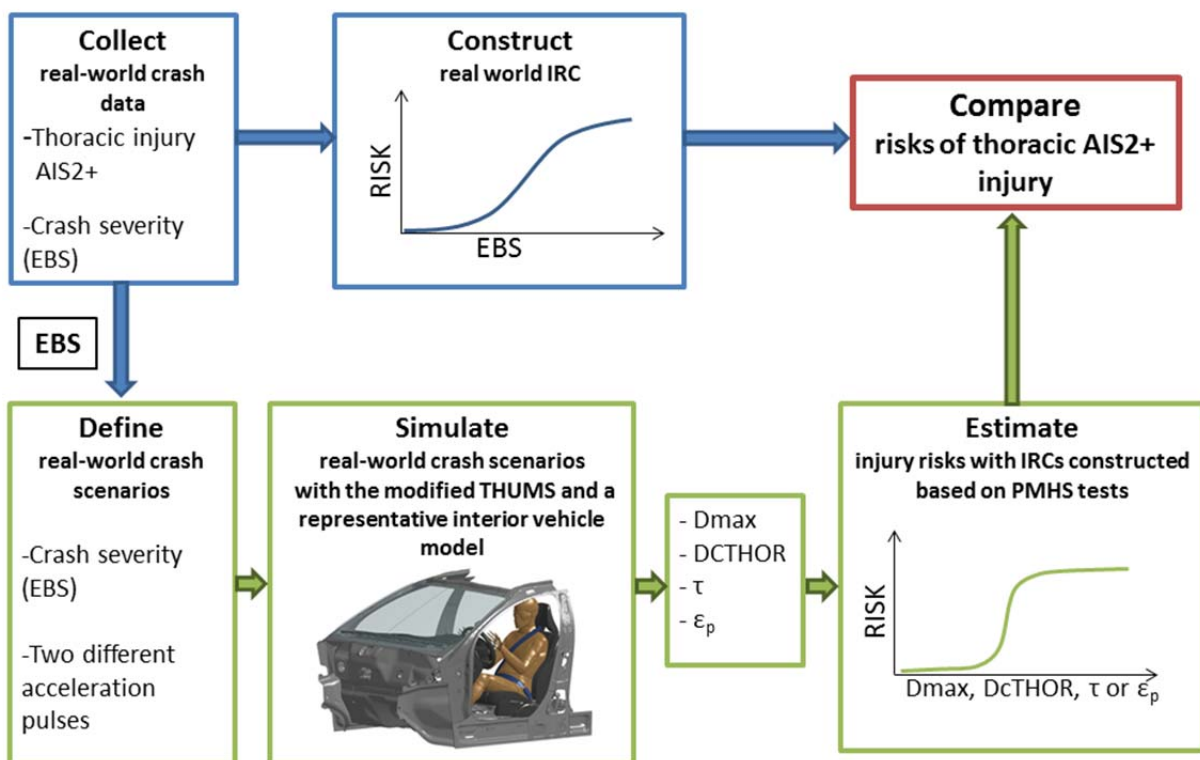 Collect
real-world crash
data
-Thoracic injury
AIS2+
-Crash severity
(EBS)
Construct
real world IRC
RISK
EBS
Compare
risks of thoracic AIS2+
injury
EBS
Define
real-world crash
scenarios
-Crash severity
(EBS)
-Two different
acceleration
pulses
Simulate
real-world crash scenarios
with the modified THUMS and a
representative interior vehicle
model
- Dmax
- DCTHOR
- τ
- εp
Estimate
injury risks with IRCs constructed
based on PMHS tests
RISK
Dmax, DcTHOR, τ or εp